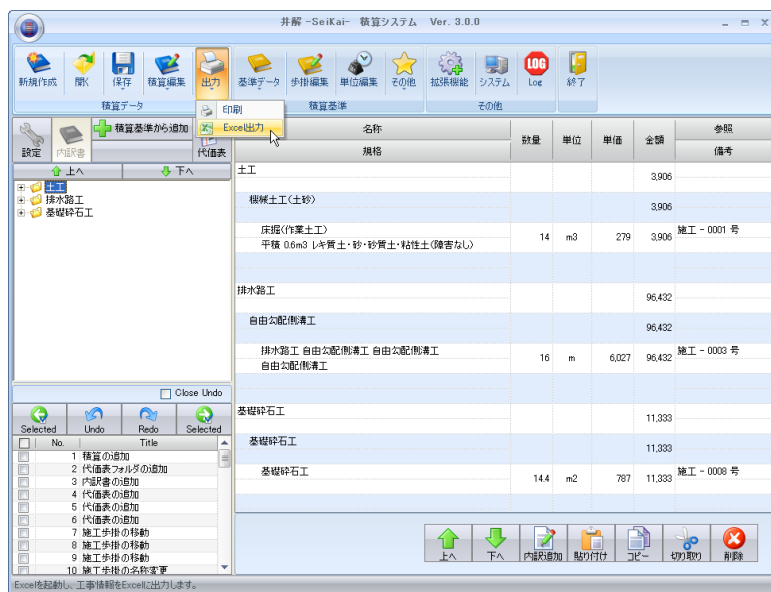 井解 -SeiKai- 積算システム Ver. 3.0.0
新規作成 開く 保存 積算編集 出力 基準データ 歩掛編集 単位編集 その他 拡張機能 システム Log 終了
LOG
積算データ 積算基準 その他
印刷
Excel出力
設定 内訳書 積算基準から追加 代価表
上へ 下へ
土工
排水路工
基礎砕石工
Close Undo
Selected Undo Redo Selected
No. Title
1 積算の追加
2 代価表フォルダの追加
3 内訳書の追加
4 代価表の追加
5 代価表の追加
6 代価表の追加
7 施工歩掛の移動
8 施工歩掛の移動
9 施工歩掛の移動
10 施工歩掛の名称変更
名称 数量 単位 単価 金額 参照
規格 備考
土工
3,906
機械土工(土砂)
3,906
床掘(作業土工) 施工 - 0001 号
平積 0.6m3 レキ質土・砂・砂質土・粘性土(障害なし) 14 m3 279 3,906
排水路工
96,432
自由勾配側溝工
96,432
排水路工 自由勾配側溝工 自由勾配側溝工 施工 - 0003 号
自由勾配側溝工 16 m 6,027 96,432
基礎砕石工
11,333
基礎砕石工
11,333
基礎砕石工 施工 - 0008 号
14.4 m2 787 11,333
上へ 下へ 内訳追加 貼り付け コピー 切り取り 削除
Excelを起動し、工事情報をExcelに出力します。